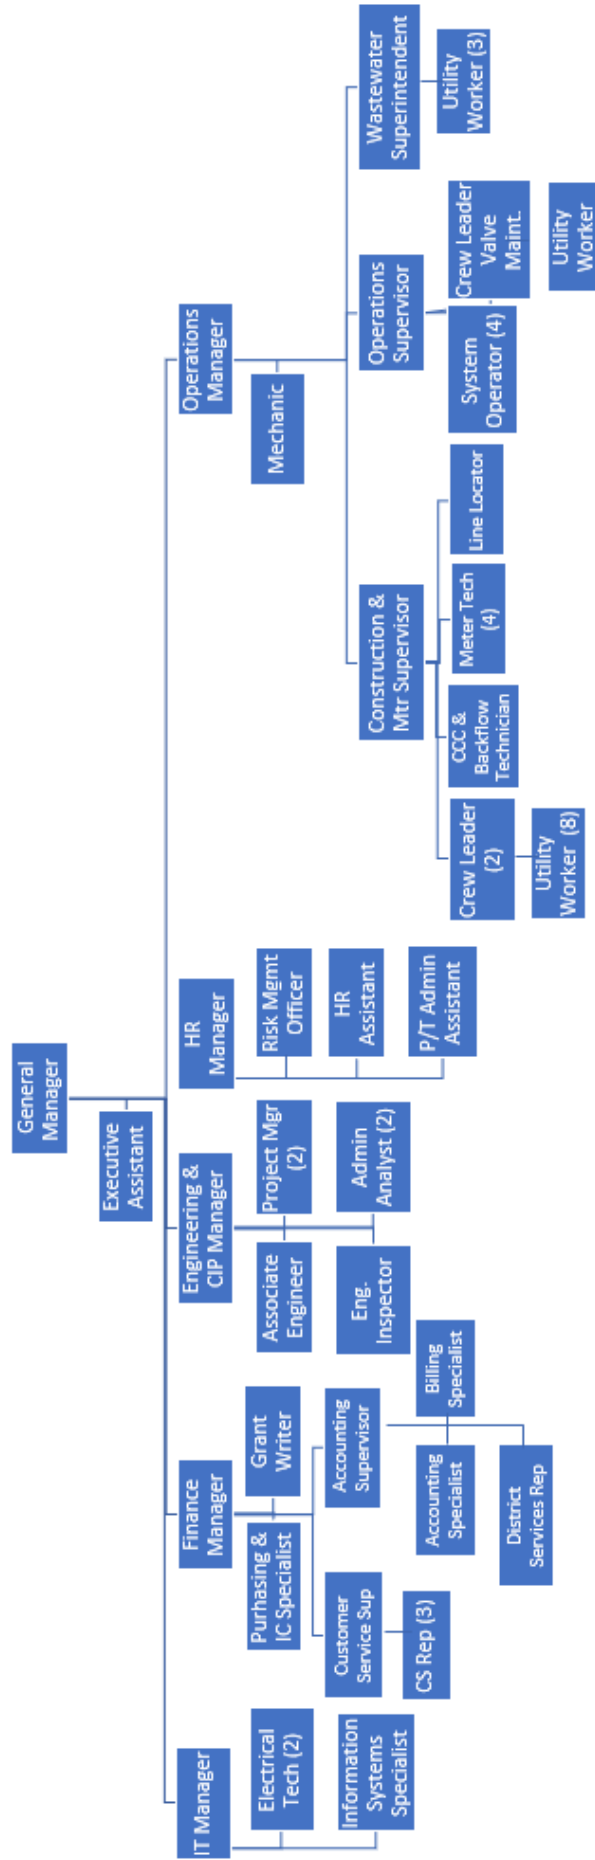 General
Manager
Executive
Assistant
IT Manager
Finance
Manager
Engineering &
CIP Manager
HR
Manager
Operations
Manager
Electrical
Tech (2)
Information
Systems
Specialist
Purhasing &
IC Specialist
Grant
Writer
Customer
Service Sup
Accounting
Supervisor
CS Rep (3)
Accounting
Specialist
Billing
Specialist
District
Services Rep
Associate
Engineer
Project Mgr
(2)
Eng.
Inspector
Admin
Analyst (2)
Risk Mgmt
Officer
HR
Assistant
P/T Admin
Assistant
Mechanic
Construction &
Mtr Supervisor
Operations
Supervisor
Wastewater
Superintendent
Crew Leader
(2)
CCC &
Backflow
Technician
Meter Tech
(4)
Line Locator
System
Operator (4)
Crew Leader
Valve
Maint.
Utility
Worker (3)
Utility
Worker (8)
Utility
Worker